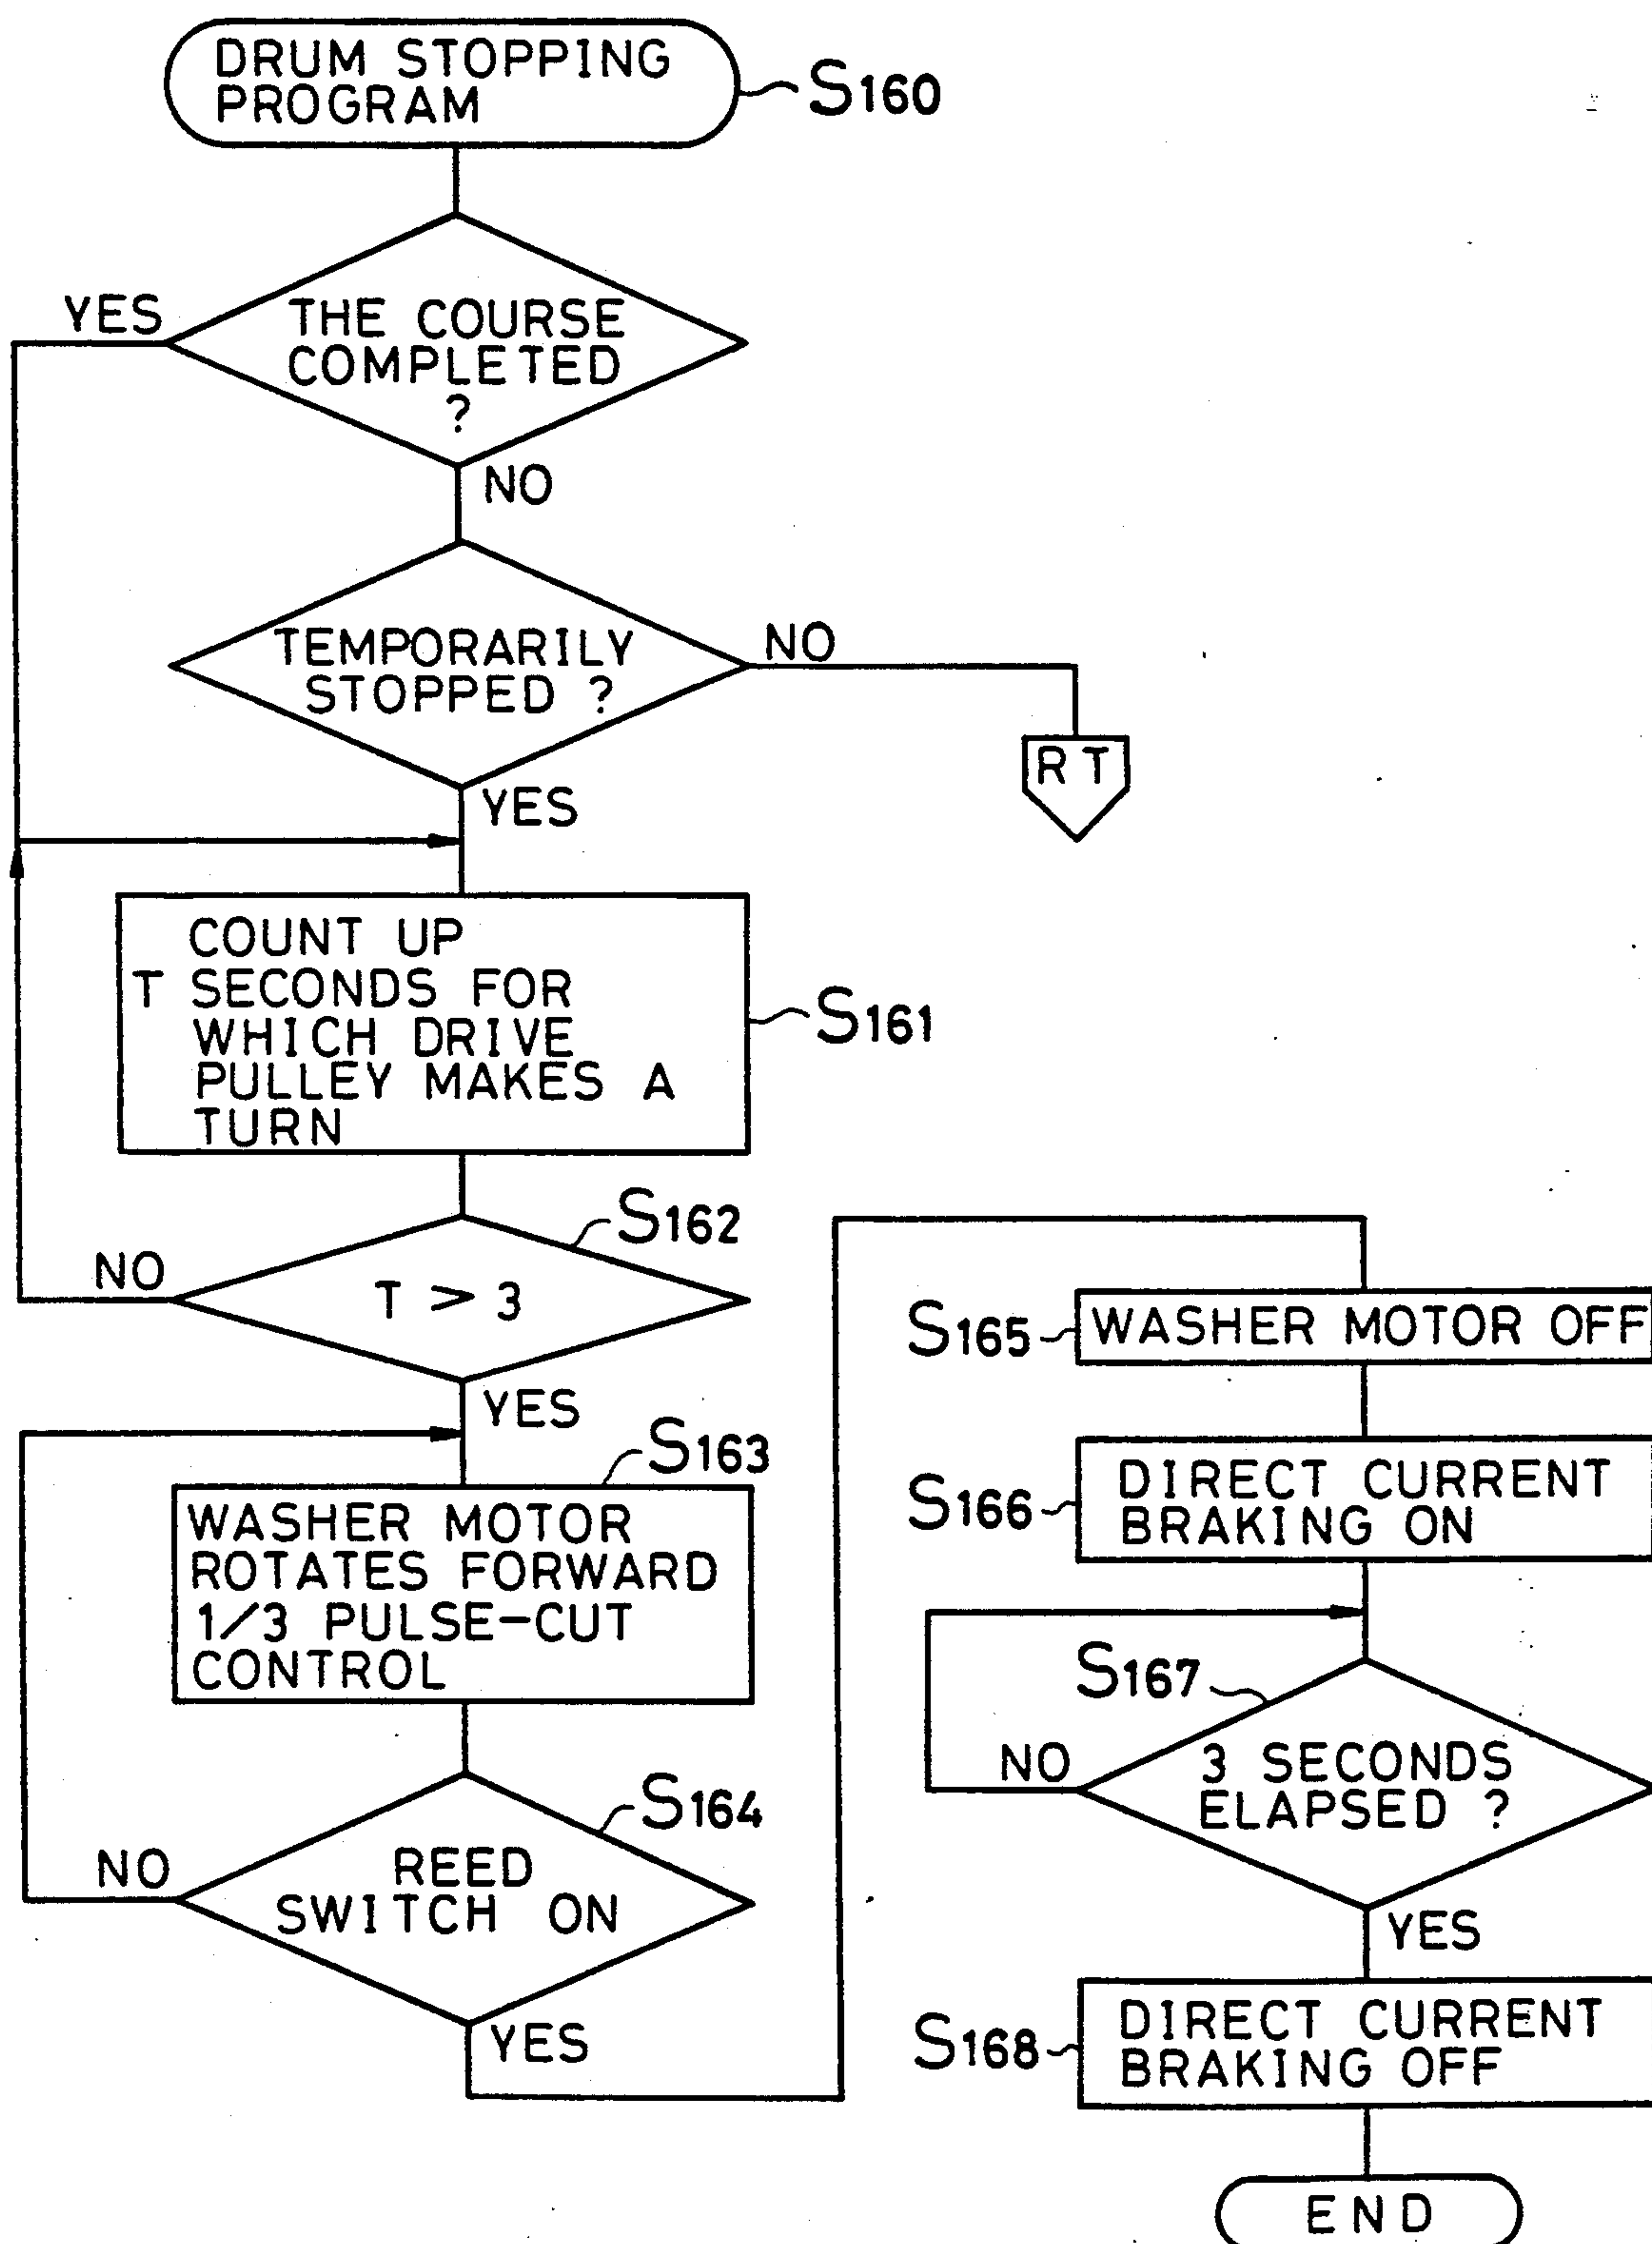 DRUM STOPPING
PROGRAM
S160
YES
THE COURSE
COMPLETED
?
NO
TEMPORARILY
STOPPED ?
NO
RT
YES
COUNT UP
T SECONDS FOR
WHICH DRIVE
PULLEY MAKES A
TURN
S161
S162
NO
T > 3
YES
S163
WASHER MOTOR
ROTATES FORWARD
1/3 PULSE-CUT
CONTROL
S164
NO
REED
SWITCH ON
YES
S165
WASHER MOTOR OFF
S166
DIRECT CURRENT
BRAKING ON
S167
NO
3 SECONDS
ELAPSED ?
YES
S168
DIRECT CURRENT
BRAKING OFF
END